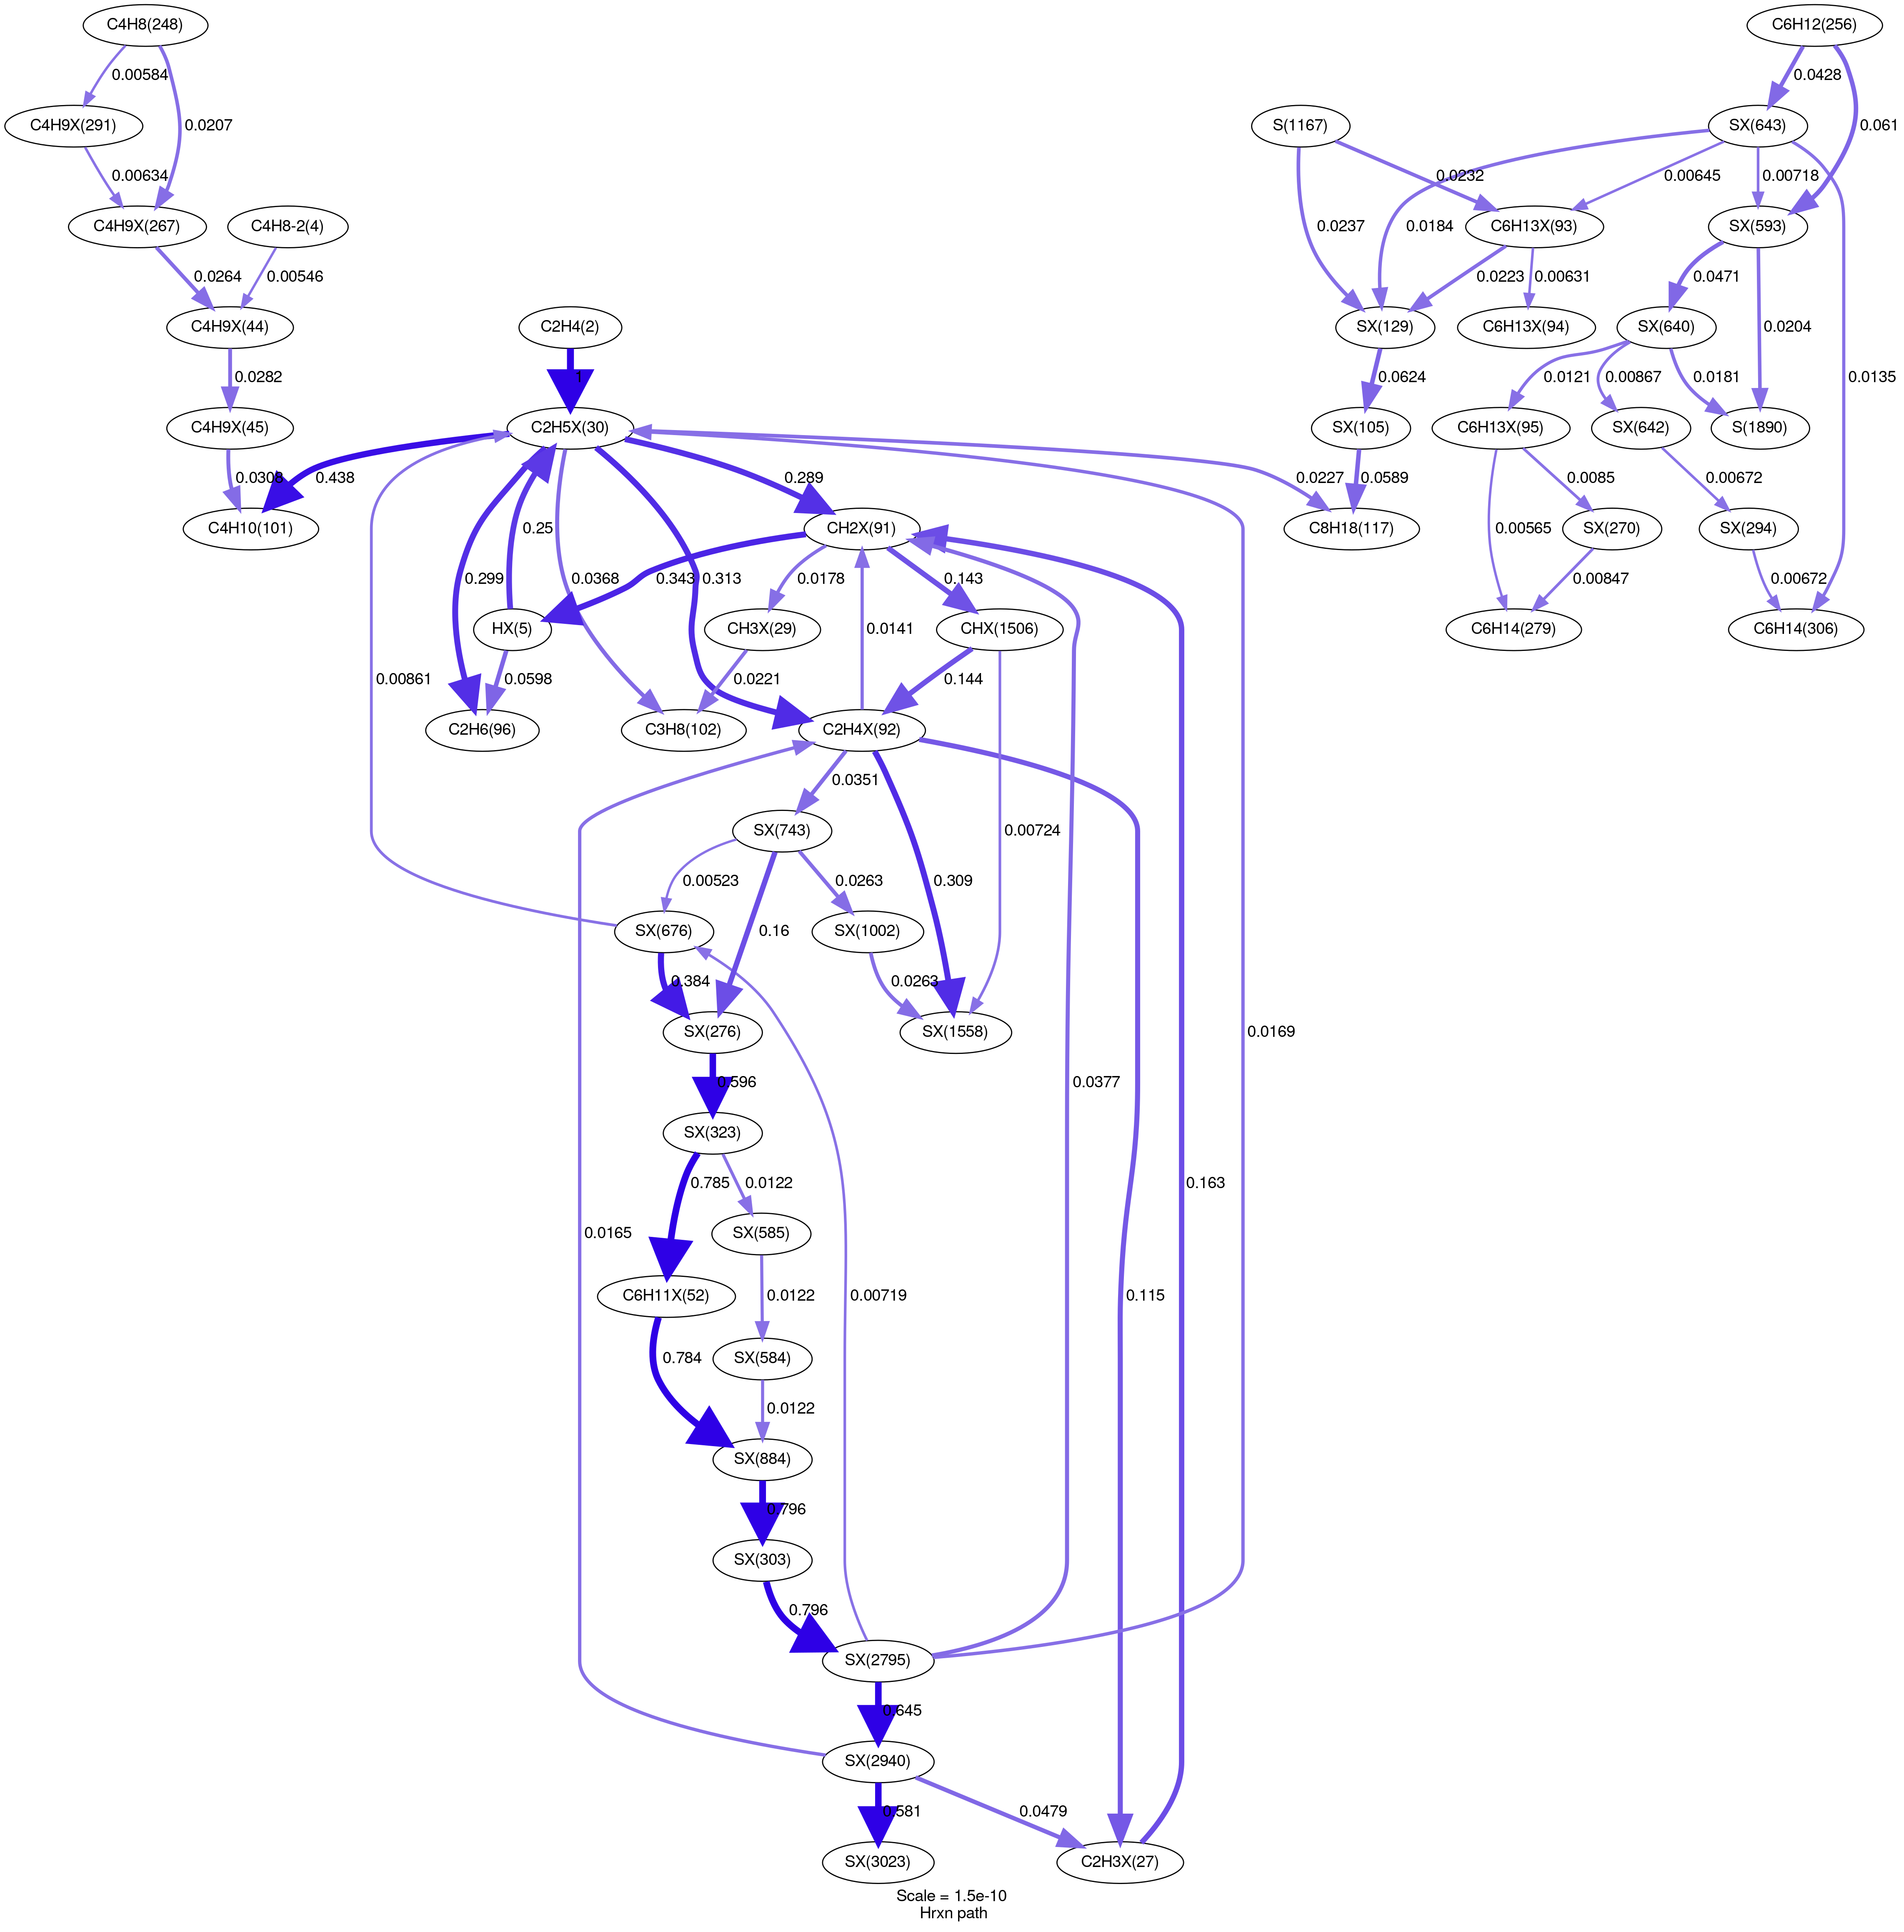 C4H8(248)
C6H12(256)
0.00584
0.0428
C4H9X(291)
0.0207
S(1167)
SX(643)
0.061
0.00634
0.0232
0.00645
0.00718
C4H9X(267)
C4H8-2(4)
0.0237
0.0184
C6H13X(93)
SX(593)
0.0264
0.00546
0.0223
0.00631
0.0471
C4H9X(44)
C2H4(2)
SX(129)
C6H13X(94)
SX(640)
0.0204
0.0282
1
0.0624
0.0121
0.00867
0.0181
0.0135
C4H9X(45)
C2H5X(30)
SX(105)
C6H13X(95)
SX(642)
S(1890)
0.0308
0.438
0.289
0.0227
0.0589
0.0085
0.00672
C4H10(101)
0.25
CH2X(91)
C8H18(117)
SX(270)
SX(294)
0.299
0.0368
0.343
0.313
0.0178
0.143
0.00565
0.00847
0.00672
HX(5)
CH3X(29)
0.0141
CHX(1506)
C6H14(279)
C6H14(306)
0.00861
0.0598
0.0221
0.144
C2H6(96)
C3H8(102)
C2H4X(92)
0.0351
SX(743)
0.00724
0.00523
0.16
0.0263
0.309
SX(676)
SX(1002)
0.384
0.0263
SX(276)
SX(1558)
0.0169
0.596
0.0377
SX(323)
0.785
0.0122
0.163
0.0165
SX(585)
C6H11X(52)
0.0122
0.00719
0.115
0.784
SX(584)
0.0122
SX(884)
0.796
SX(303)
0.796
SX(2795)
0.645
SX(2940)
0.581
0.0479
SX(3023)
C2H3X(27)
Scale = 1.5e-10
Hrxn path